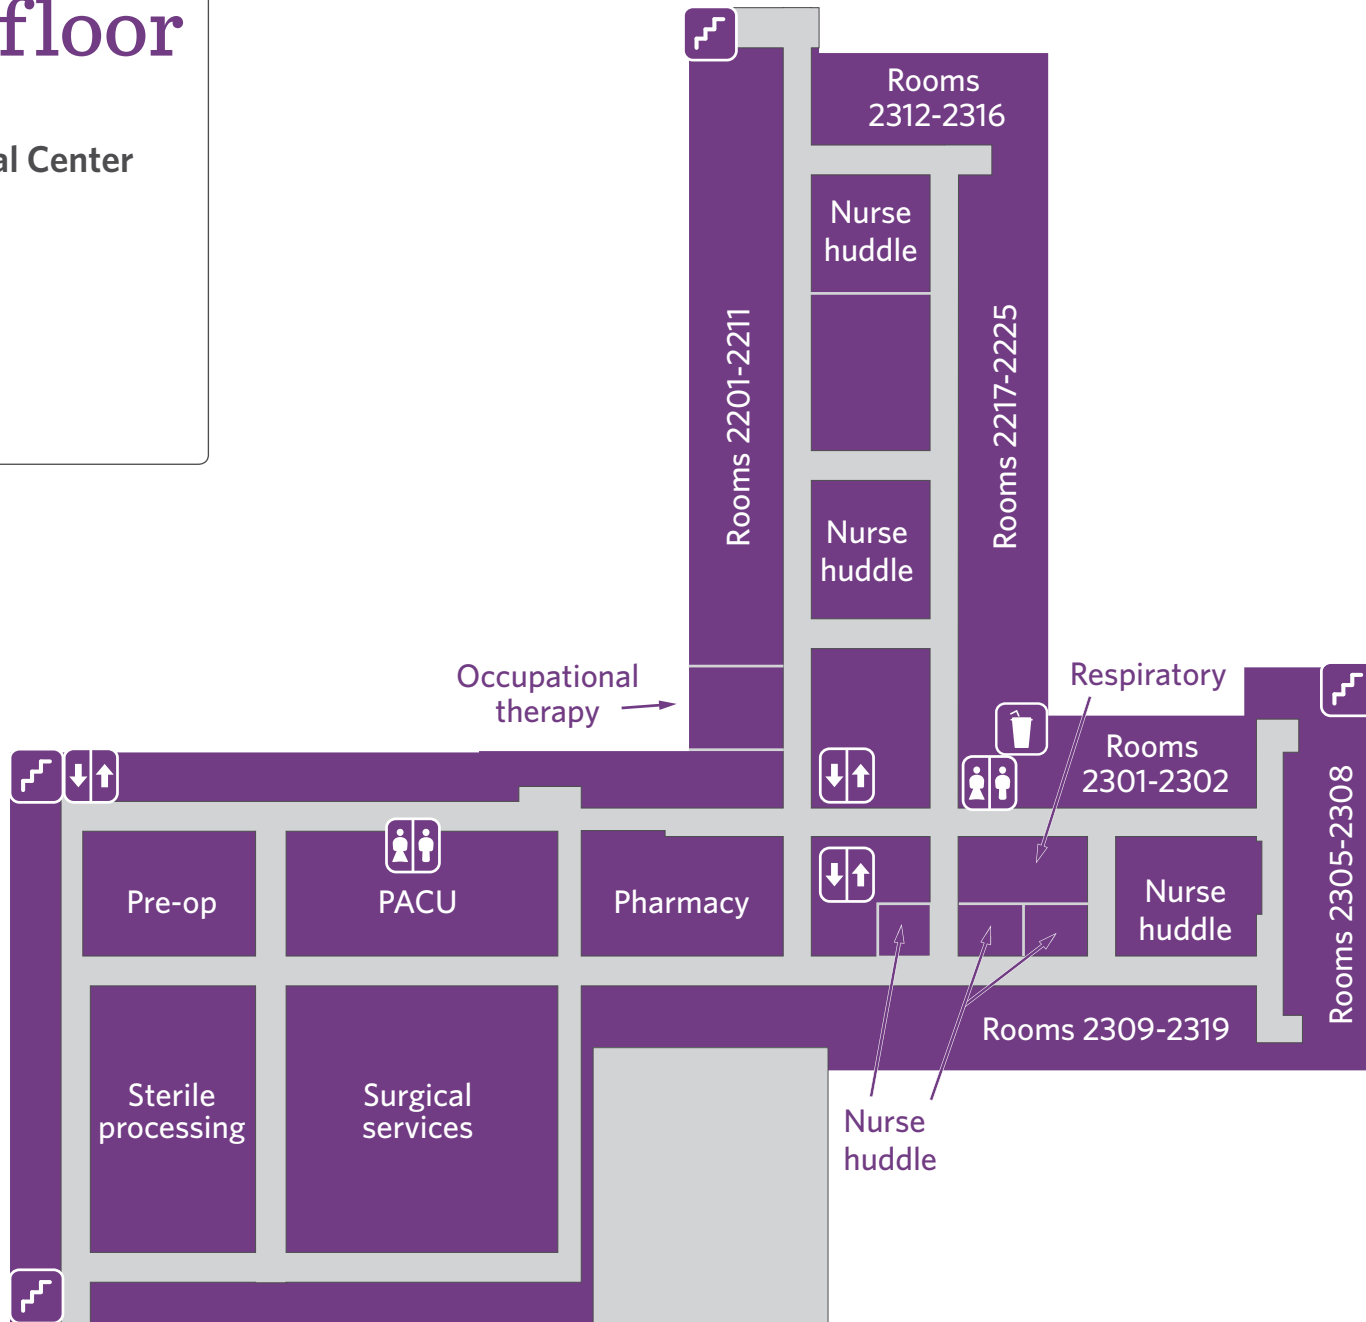 floor
al Center
Rooms
2312-2316
Nurse
huddle
Rooms 2201-2211
Rooms 2217-2225
Nurse
huddle
Occupational
therapy
Respiratory
Rooms
2301-2302
Rooms 2305-2308
Pre-op
PACU
Pharmacy
Nurse
huddle
Rooms 2309-2319
Sterile
processing
Surgical
services
Nurse
huddle